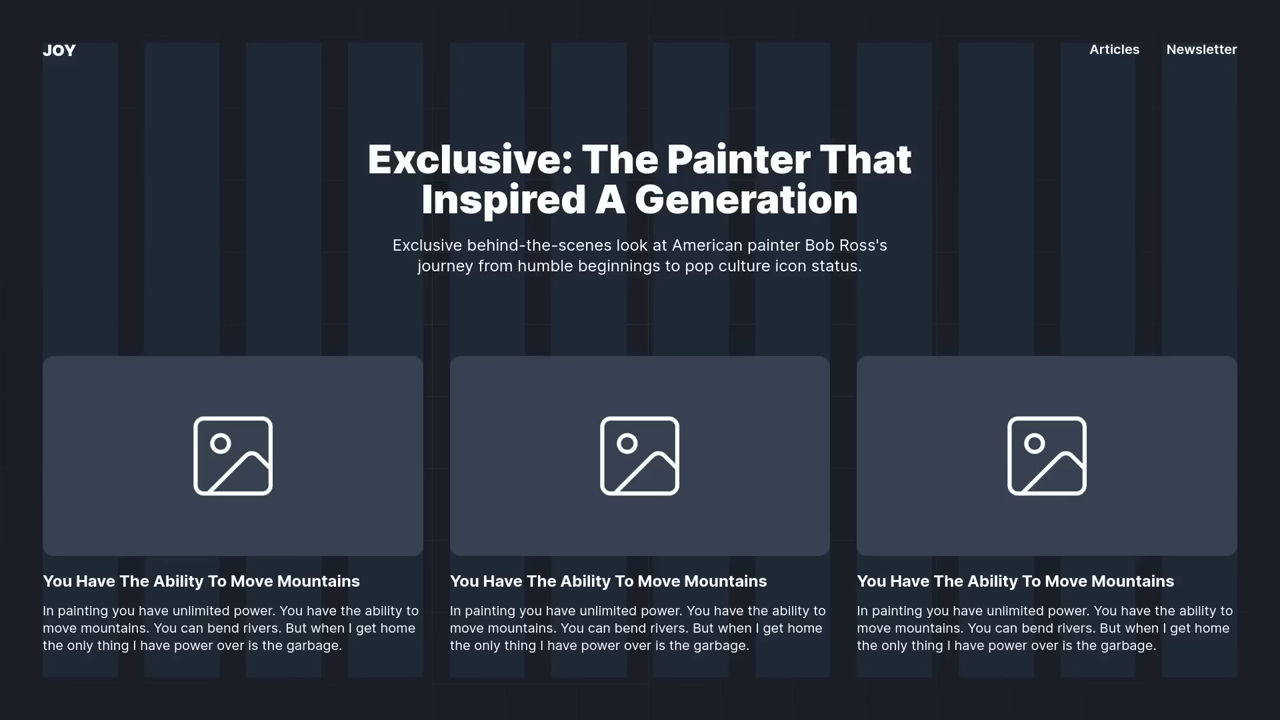 JOY
Articles
Newsletter
Exclusive: The Painter That
Inspired A Generation
Exclusive behind-the-scenes look at American painter Bob Ross's
journey from humble beginnings to pop culture icon status.
You Have The Ability To Move Mountains
In painting you have unlimited power. You have the ability to
move mountains. You can bend rivers. But when I get home
the only thing I have power over is the garbage.
You Have The Ability To Move Mountains
In painting you have unlimited power. You have the ability to
move mountains. You can bend rivers. But when I get home
the only thing I have power over is the garbage.
You Have The Ability To Move Mountains
In painting you have unlimited power. You have the ability to
move mountains. You can bend rivers. But when I get home
the only thing I have power over is the garbage.